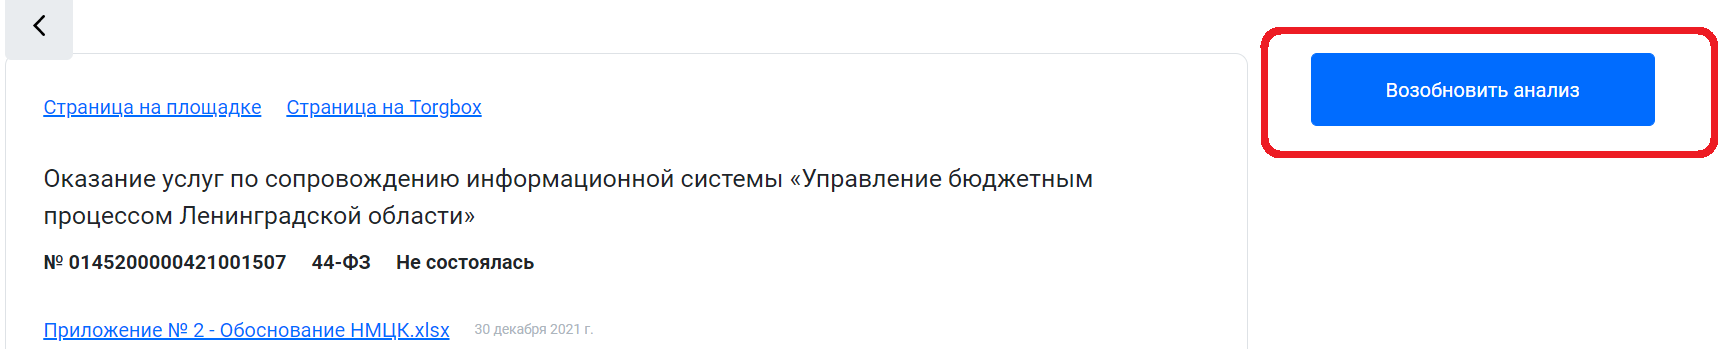 Возобновить анализ
Страница на площадке Страница на Torgbox
Оказание услуг по сопровождению информационной системы «Управление бюджетным
процессом Ленинградской области»
№ 0145200000421001507 44-ФЗ Не состоялась
Приложение № 2 - Обоснование НМЦК.xlsx 30 декабря 2021 г.